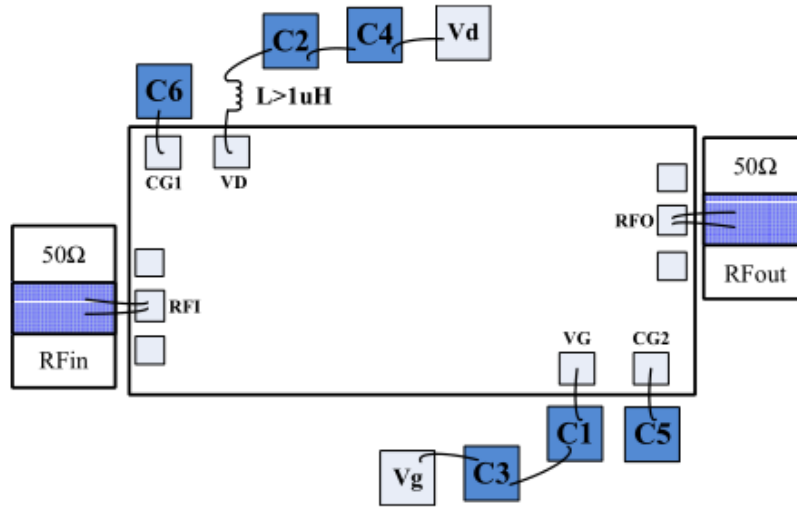 C2
C4
Vd
C6
L>1uH
CG1
VD
50Ω
RFO
RFout
50Ω
RFI
RFin
VG
CG2
C1
C5
Vg
C3